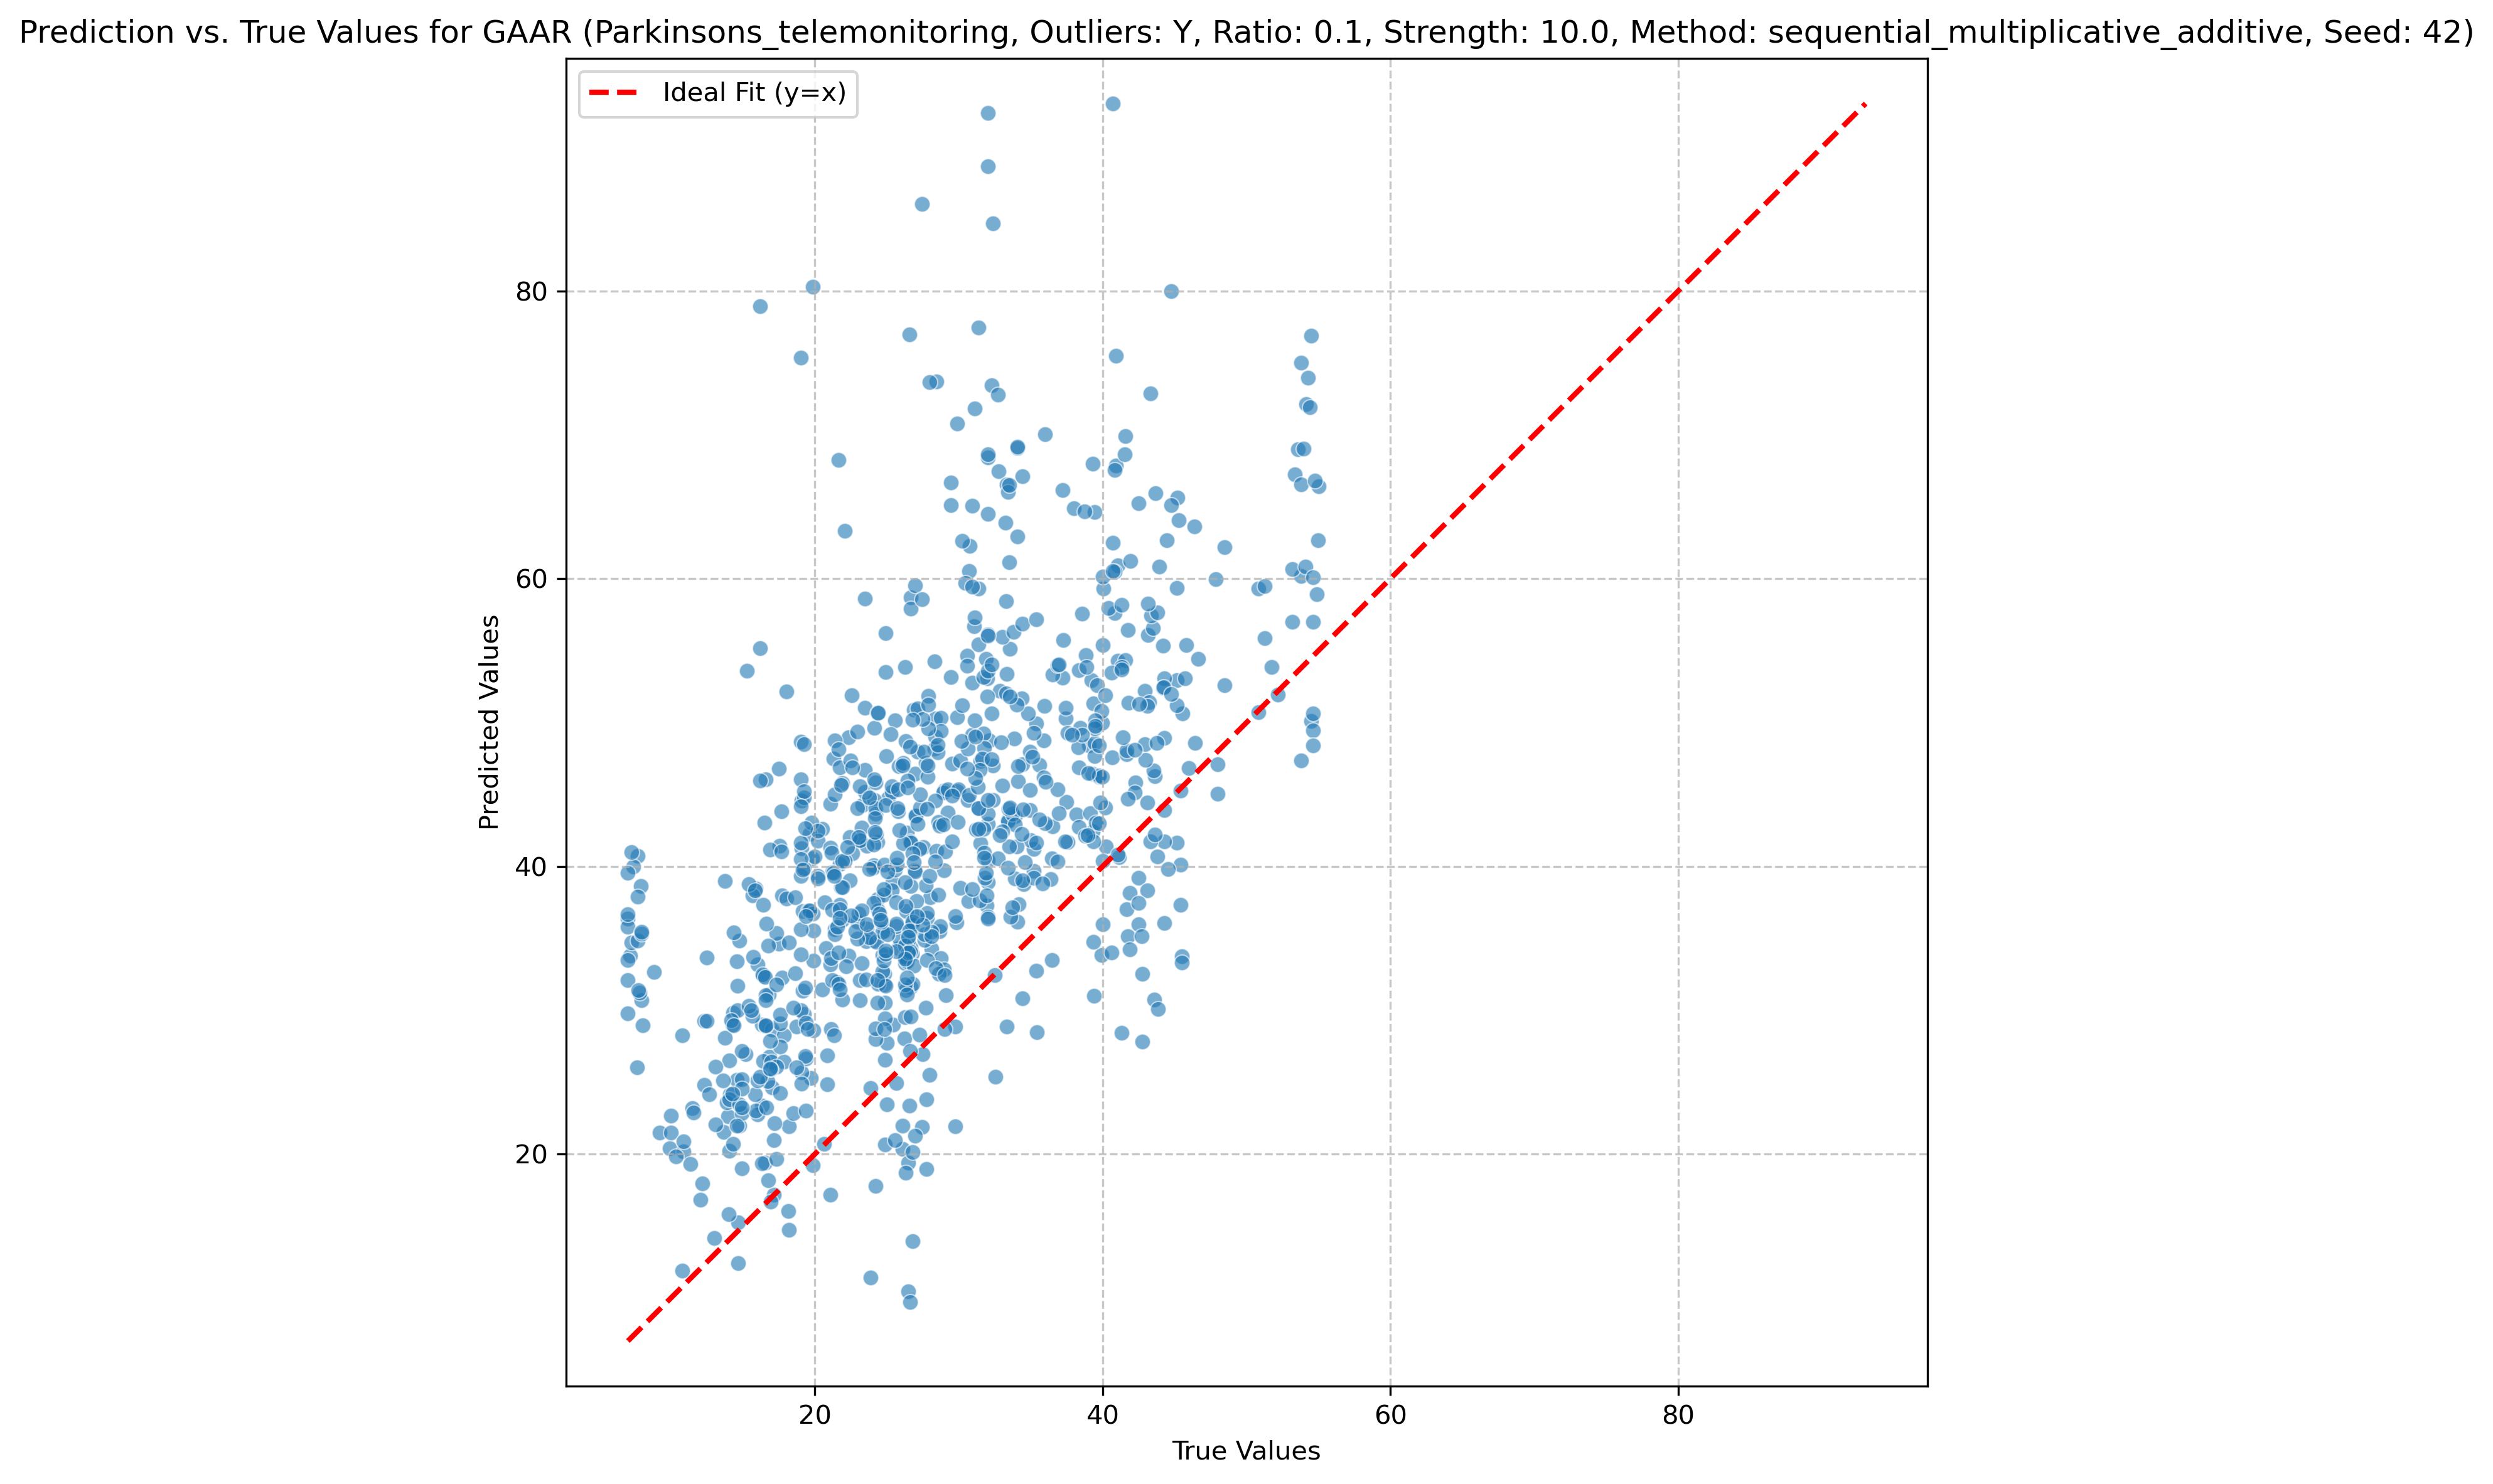 Prediction vs. True Values for GAAR (Parkinsons_telemonitoring, Outliers: Y, Ratio: 0.1, Strength: 10.0, Method: sequential_multiplicative_additive, Seed: 42)
Ideal Fit (y=x)
80
60
40
20
Predicted Values
20 40 60 80
True Values